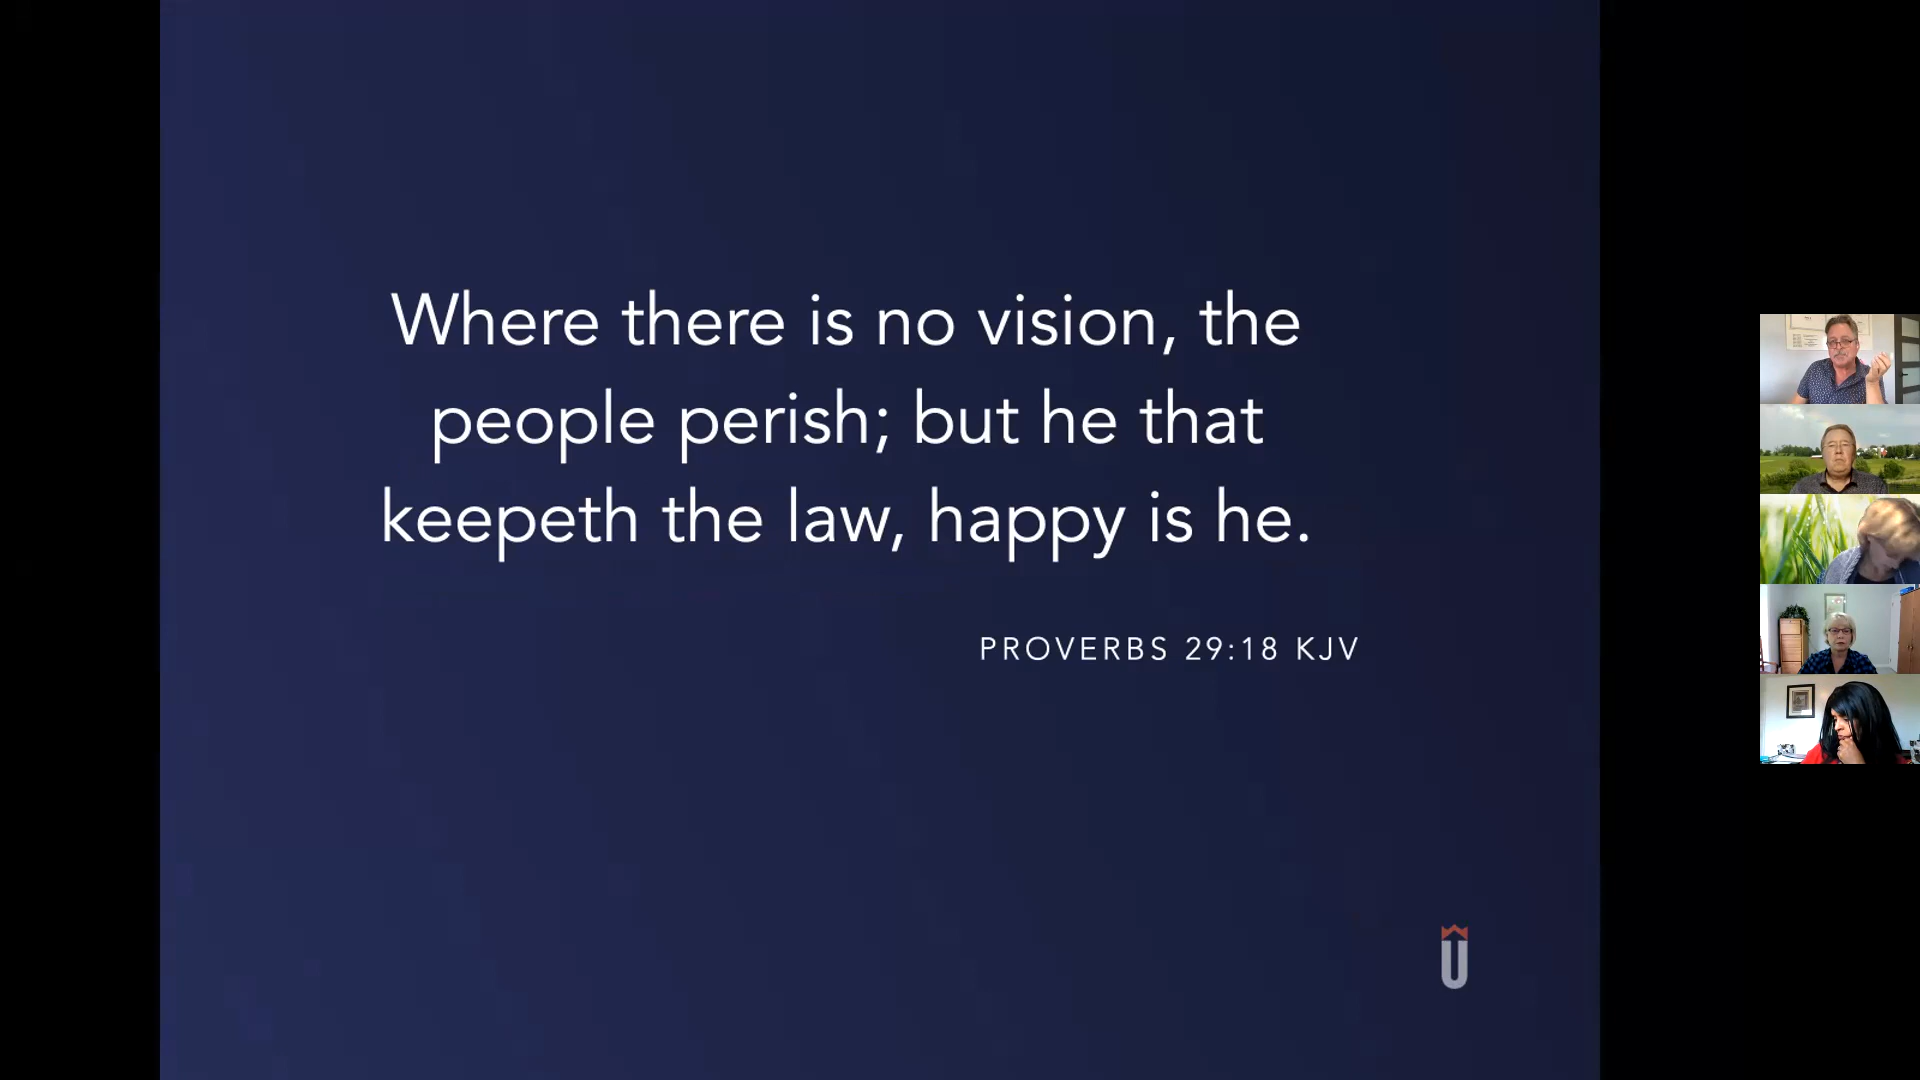 Where there is no vision, the
people perish; but he that
keepeth the law, happy is he.
PROVERBS 29:18 KJV
U